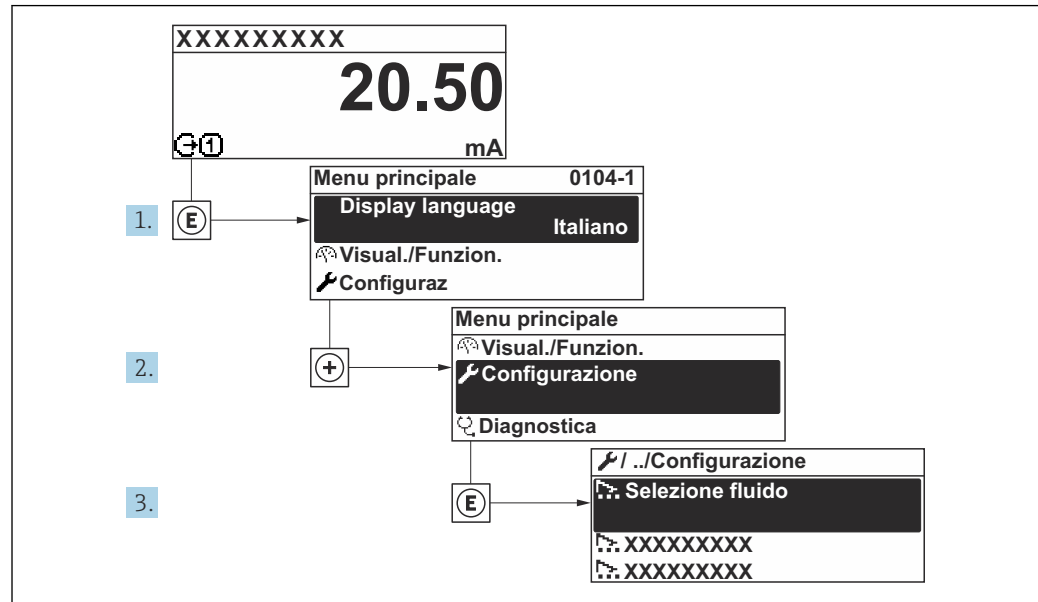 XXXXXXXXX
20.50
1
mA
Menu principale 0104-1
1.
E
Display language
Italiano
Visual./Funzion.
Configuraz
Menu principale
Visual./Funzion.
2.
+
Configurazione
Diagnostica
/ ../Configurazione
3.
E
Selezione fluido
XXXXXXXXX
XXXXXXXXX